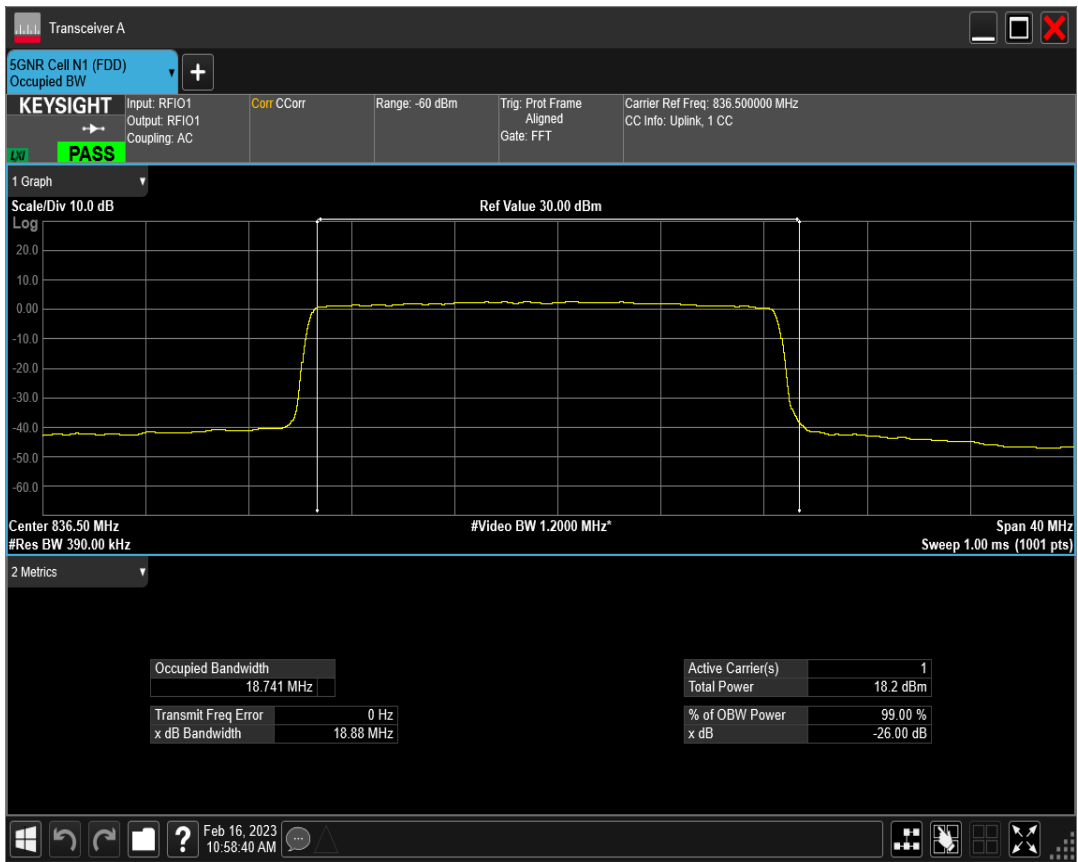 Transceiver A
5GNR Cell N1 (FDD)
Occupied BW
+
KEYSIGHT
LXI
PASS
Input: RFIO1
Output: RFIO1
Coupling: AC
Corr CCorr
Range: -60 dBm
Trig: Prot Frame
Aligned
Gate: FFT
Carrier Ref Freq: 836.500000 MHz
CC Info: Uplink, 1 CC
1 Graph
Scale/Div 10.0 dB
Ref Value 30.00 dBm
Log
20.0
10.0
0.00
-10.0
-20.0
-30.0
-40.0
-50.0
-60.0
Center 836.50 MHz
#Video BW 1.2000 MHz*
Span 40 MHz
#Res BW 390.00 kHz
Sweep 1.00 ms (1001 pts)
2 Metrics
Occupied Bandwidth
18.741 MHz
Transmit Freq Error 0 Hz
x dB Bandwidth 18.88 MHz
Active Carrier(s) 1
Total Power 18.2 dBm
% of OBW Power 99.00 %
x dB -26.00 dB
?
Feb 16, 2023
10:58:40 AM